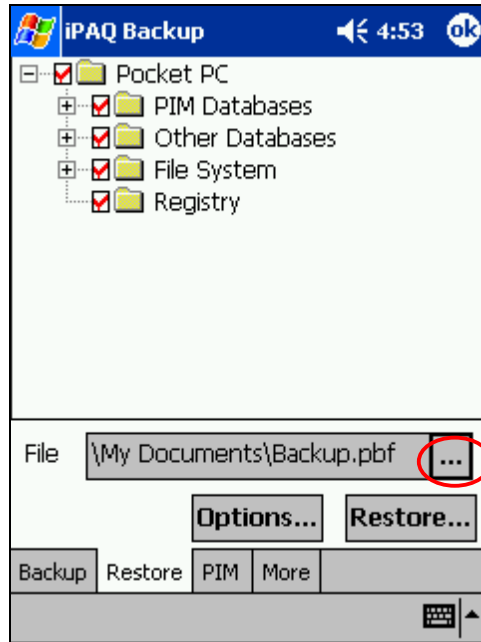 iPAQ Backup 4:53 ok
Pocket PC
PIM Databases
Other Databases
File System
Registry
File \My Documents\Backup.pbf ...
Options... Restore...
Backup Restore PIM More